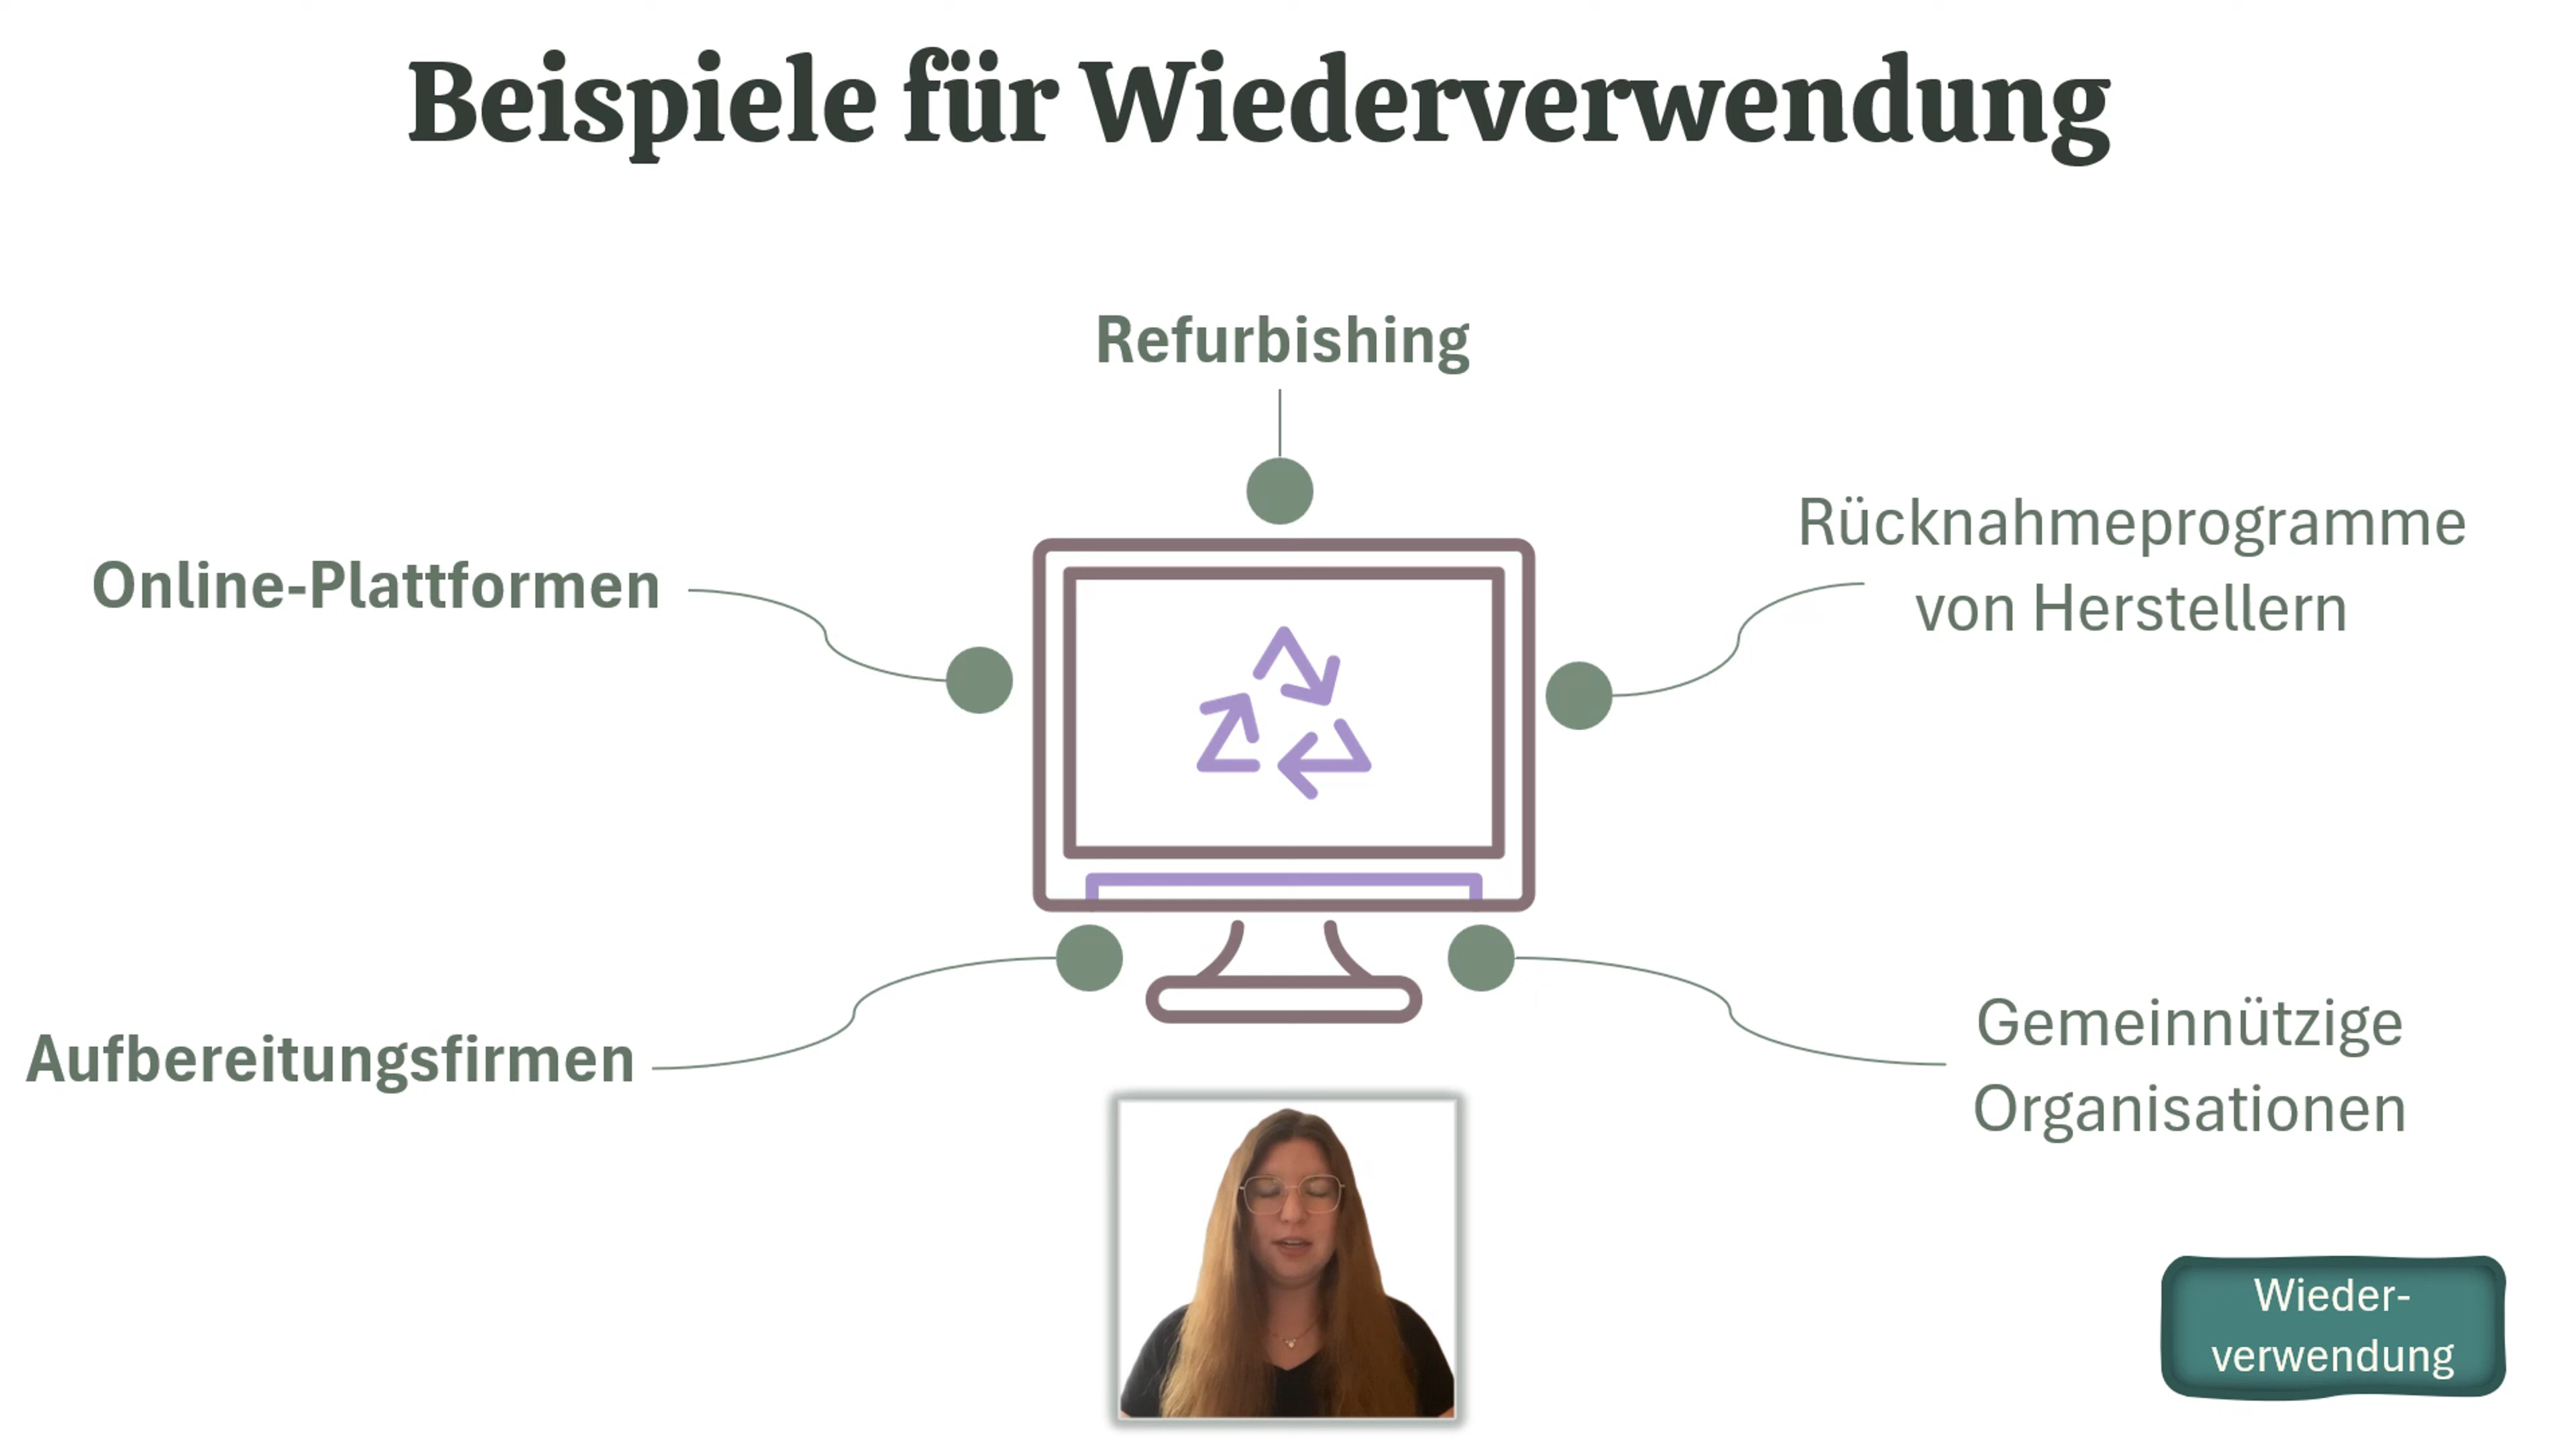 Beispiele für Wiederverwendung
Refurbishing
Online-Plattformen
Rücknahmeprogramme
von Herstellern
Aufbereitungsfirmen
Gemeinnützige
Organisationen
Wieder-
verwendung